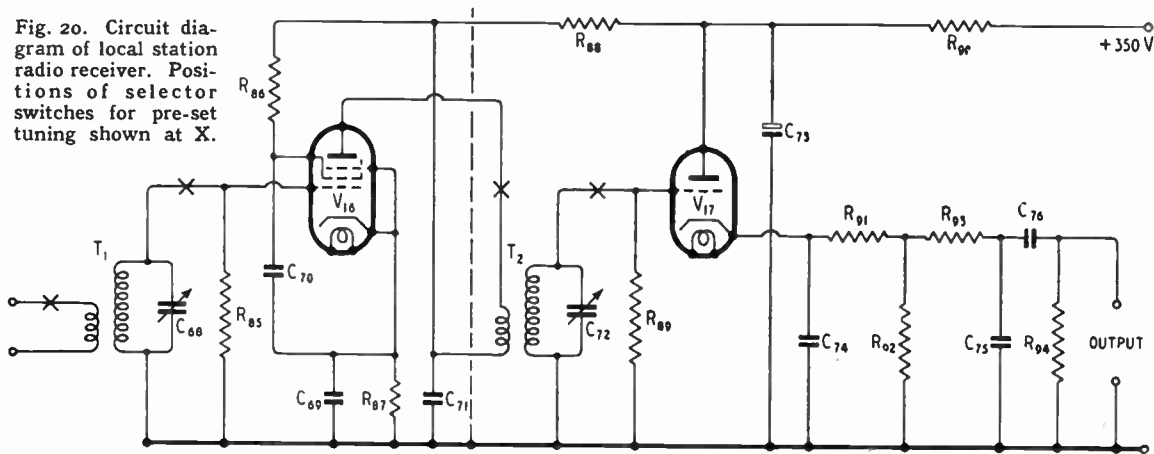 Fig. 20. Circuit dia-
gram of local station
radio receiver. Posi-
tions of selector
switches for pre-set
tuning shown at X.
R88
R90
+350 V
R86
C73
V16
V17
T1
C68
R85
C70
T2
C72
R89
R91
R93
C76
C69
R87
C71
C74
R92
C75
R94
OUTPUT